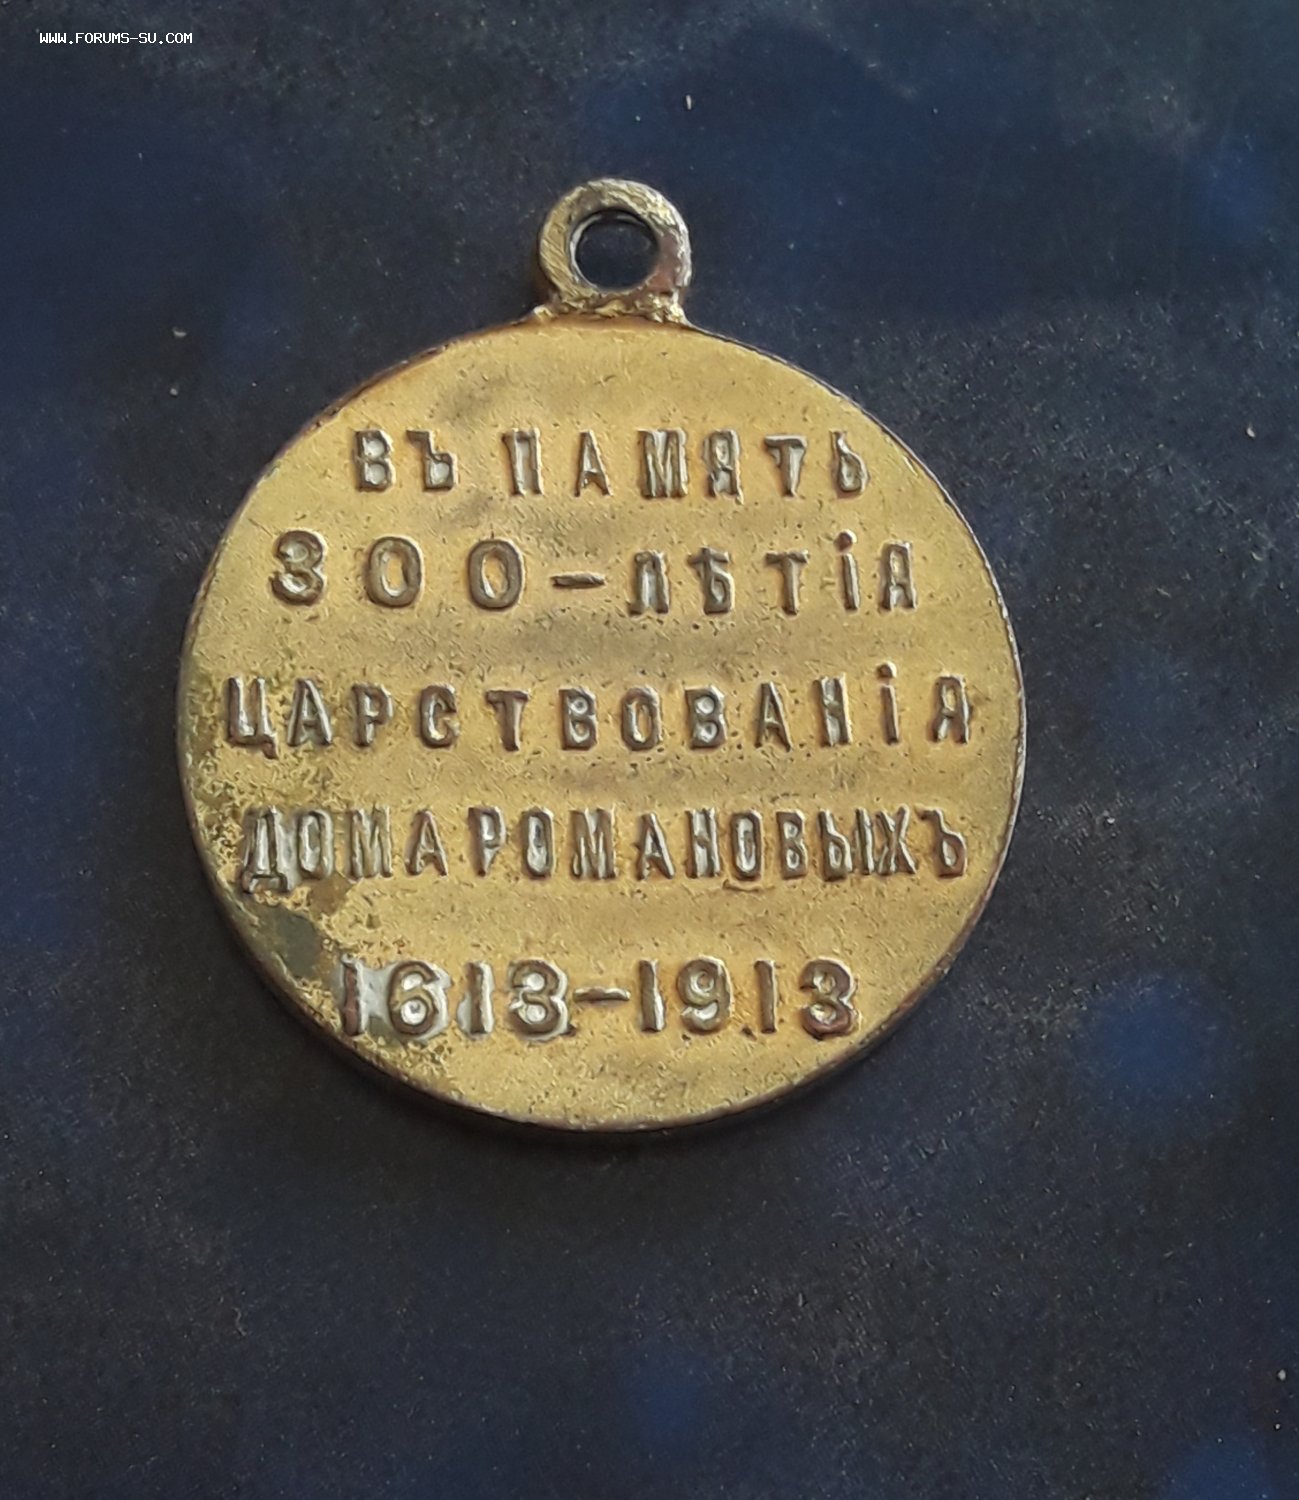 WWW.FORUMS-SU.COM
ВЪ ПАМЯТЬ
300-ЛѢТІЯ
ЦАРСТВОВАНІЯ
ДОМА РОМАНОВЫХЪ
1613-1913